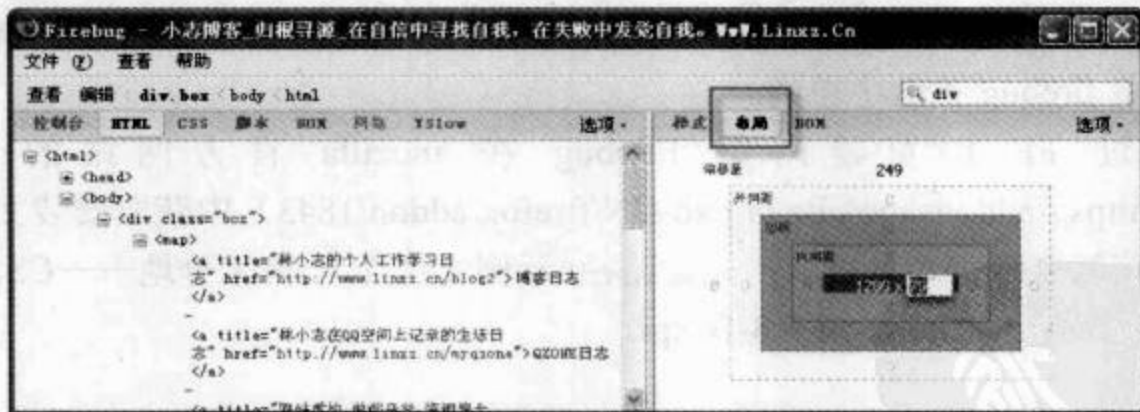 Firebug - 小志博客_归根寻源_在自信中寻找自我，在失败中发觉自我。WwW.Linxz.Cn
文件 (F) 查看 帮助
查看 编辑 div.box < body < html
div
控制台 HTML CSS 脚本 DOM 网络 YSlow 选项
样式 布局 DOM 选项
<html>
<head>
<body>
<div class="box">
<map>
<a title="林小志的个人工作学习日
志" href="http://www.linxz.cn/blog2">博客日志
</a>
-
<a title="林小志在QQ空间上记录的生活日
志" href="http://www.linxz.cn/myqzone">QZONE日志
</a>
-
偏移量 249
外间距
边框
内间距